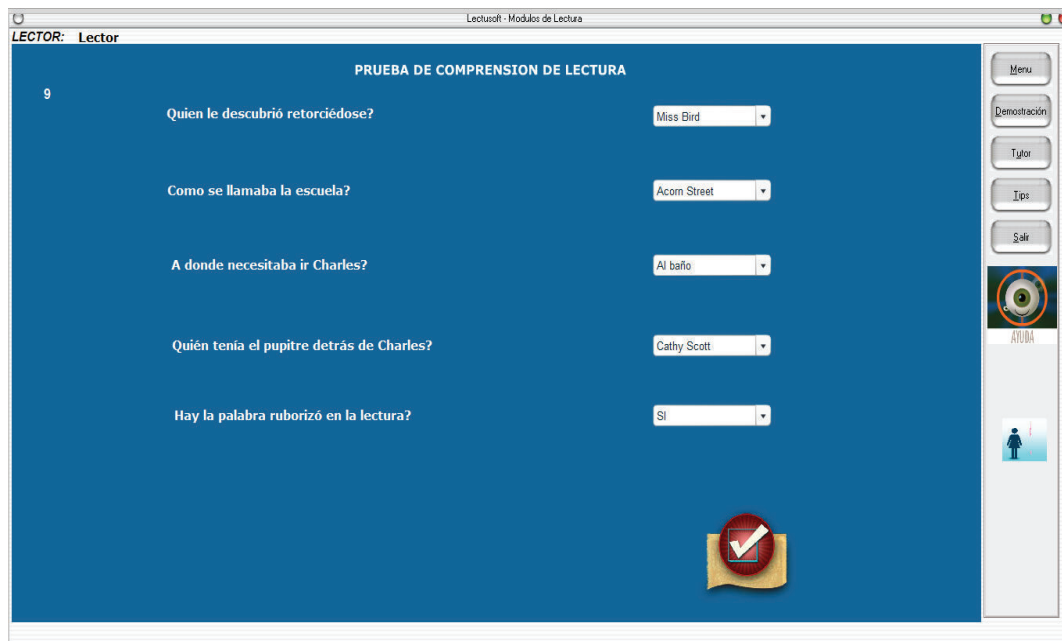 Lectusoft - Modulos de Lectura
LECTOR: Lector
PRUEBA DE COMPRENSION DE LECTURA
9
Quien le descubrió retorciédose?
Miss Bird
Como se llamaba la escuela?
Acorn Street
A donde necesitaba ir Charles?
Al baño
Quién tenía el pupitre detrás de Charles?
Cathy Scott
Hay la palabra ruborizó en la lectura?
SI
Menu
Demostración
Tytor
Tips
Salir
AYUDA